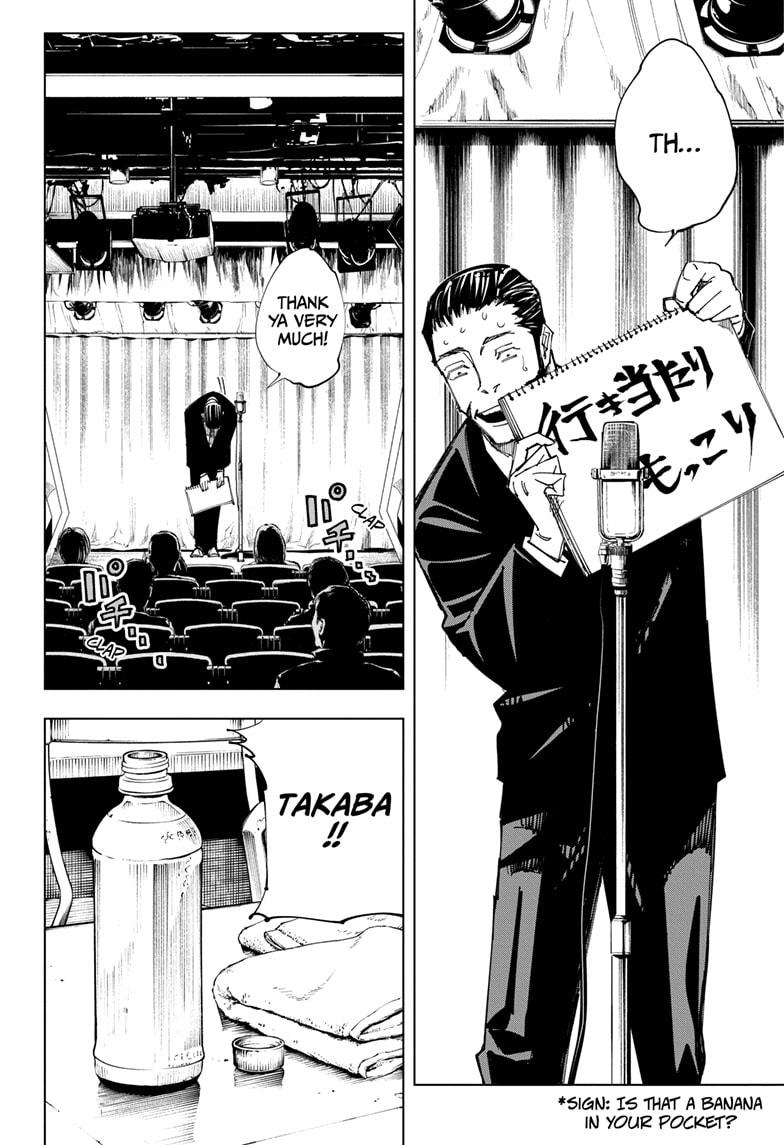 TH...
行き当たり
もっこり
*SIGN: IS THAT A BANANA
IN YOUR POCKET?
THANK
YA VERY
MUCH!
パチ
CLAP
パチ
CLAP
TAKABA
!!